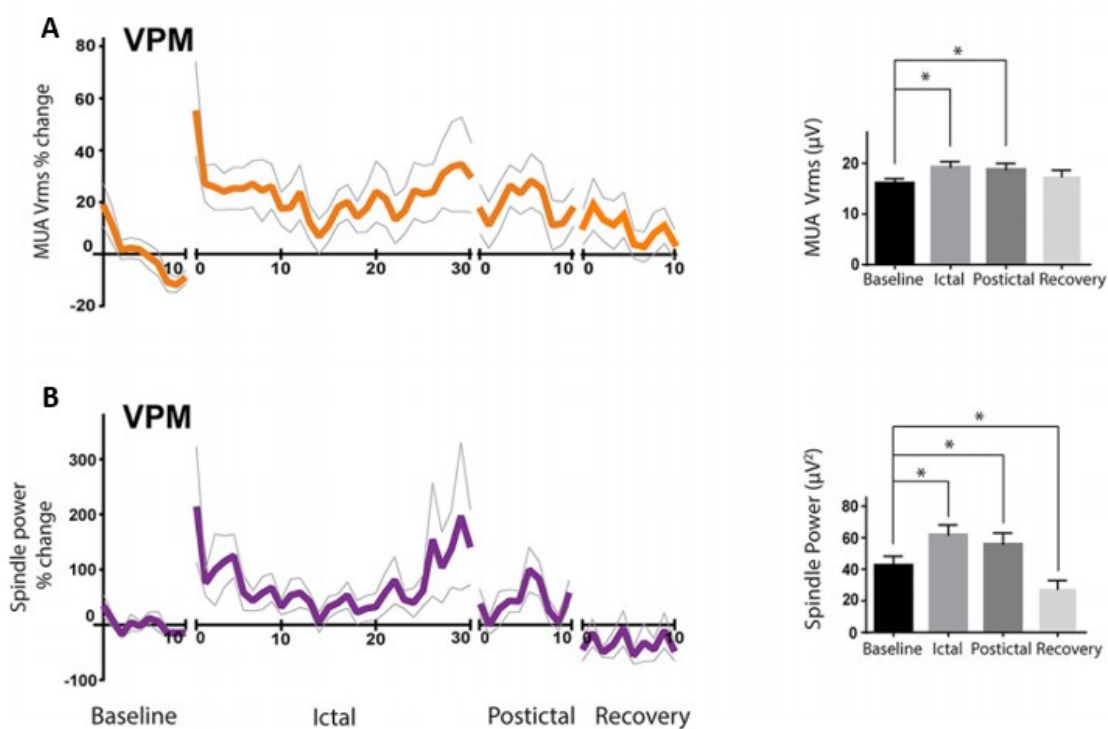 A
VPM
80
60
40
20
0
-20
MUA Vrms % change
10
0
10
20
30
0
10
0
10
*
*
MUA Vrms (µV)
20
10
0
Baseline
Ictal
Postictal
Recovery
B
VPM
300
200
100
0
-100
Spindle power
% change
10
0
10
20
30
0
10
0
10
Baseline
Ictal
Postictal
Recovery
*
*
*
Spindle Power (µV²)
80
60
40
20
0
Baseline
Ictal
Postictal
Recovery